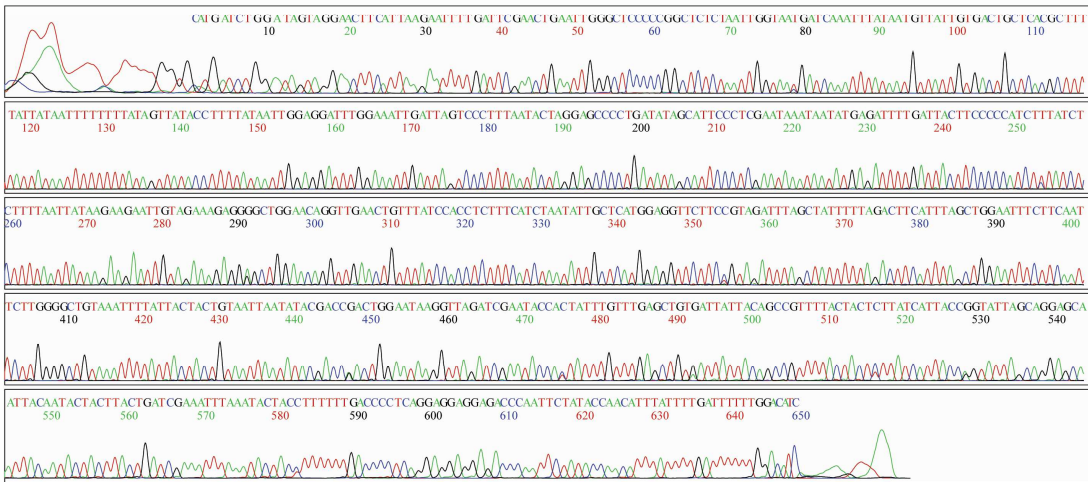 CATGATCTGGATAGTAGGAACTTCATTAAGAATTTTGATTCGAACTGAATTGGGCTCCCCCGGCTCTCTAATTGGTAATGATCAAATTTATAATGTTATTGTGACTGCTCACGCTTT
10 20 30 40 50 60 70 80 90 100 110
TATTATAATTTTTTTTATAGTTATACCTTTTATAATTGGAGGATTTGGAAATTGATTAGTCCCTTTAATACTAGGAGCCCCTGATATAGCATTCCCTCGAATAAATAATATGAGATTTTGATTACTTCCCCCATCTTTATCT
120 130 140 150 160 170 180 190 200 210 220 230 240 250
CTTTTAATTATAAGAAGAATTGTAGAAAGAGGGGCTGGAACAGGTTGAACTGTTTATCCACCTCTTTCATCTAATATTGCTCATGGAGGTTCTTCCGTAGATTTAGCTATTTTTAGACTTCATTTAGCTGGAATTTCTTCAAT
260 270 280 290 300 310 320 330 340 350 360 370 380 390 400
TCTTGGGGCTGTAAATTTTATTACTACTGTAATTAATATACGACCGACTGGAATAAGGTTAGATCGAATACCACTATTTGTTTGAGCTGTGATTATTACAGCCGTTTTACTACTCTTATCATTACCGGTATTAGCAGGAGCA
410 420 430 440 450 460 470 480 490 500 510 520 530 540
ATTACAATACTACTTACTGATCGAAATTTAAATACTACCTTTTTTGACCCCTCAGGAGGAGGAGACCCAATTCTATACCAACATTTATTTTGATTTTTTGGACATC
550 560 570 580 590 600 610 620 630 640 650